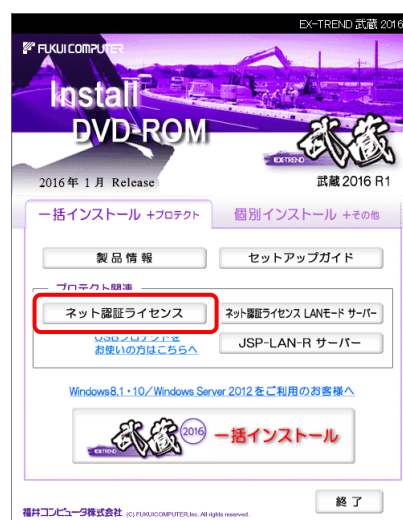 EX-TREND 武蔵 2016
FUKUI COMPUTER
Install
DVD-ROM
EX-TREND 武蔵
2016年 1月 Release
武蔵 2016 R1
一括インストール +プロテクト
個別インストール +その他
製品情報
セットアップガイド
プロテクト関連
ネット認証ライセンス
ネット認証ライセンス LANモード サーバー
USBプロテクトを
お使いの方はこちらへ
JSP-LAN-R サーバー
Windows8.1・10／Windows Server 2012 をご利用のお客様へ
EX-TREND 武蔵 2016 一括インストール
終了
福井コンピュータ株式会社 (C) FUKUICOMPUTER,Inc. All rights reserved.